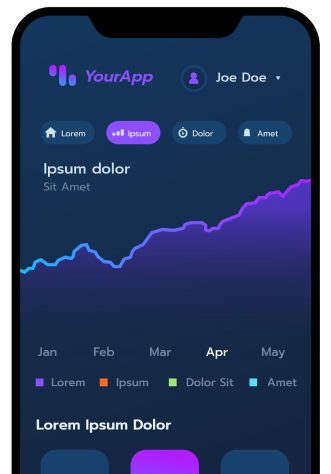 YourApp Joe Doe
Lorem Ipsum Dolor Amet
Ipsum dolor
Sit Amet
Jan Feb Mar Apr May
Lorem Ipsum Dolor Sit Amet
Lorem Ipsum Dolor